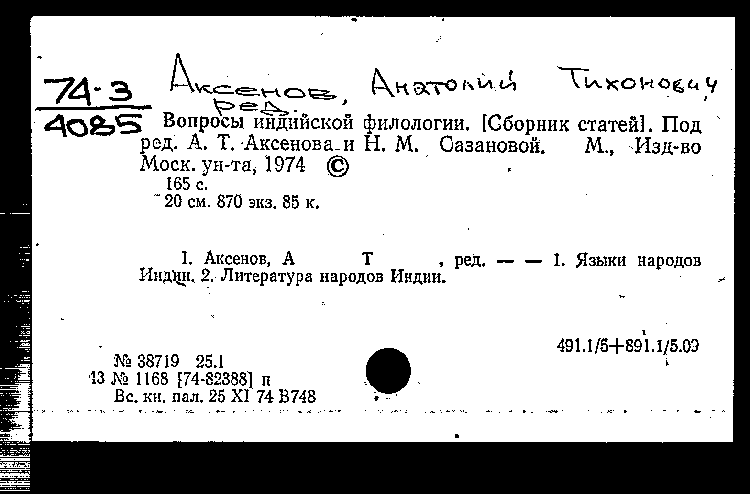 Аксенов, Анатолий Тихонович,
74-3
ред.
4085
Вопросы индийской филологии. [Сборник статей]. Под
ред. А. Т. Аксенова и Н. М. Сазановой. М., Изд-во
Моск. ун-та, 1974 ©
165 с.
20 см. 870 экз. 85 к.
1. Аксенов, А Т , ред. — — 1. Языки народов
Индии. 2. Литература народов Индии.
491.1/5+891.1/5.09
№ 38719 25.1
13 № 1168 [74-82388] п
Вс. кн. пал. 25 XI 74 В748